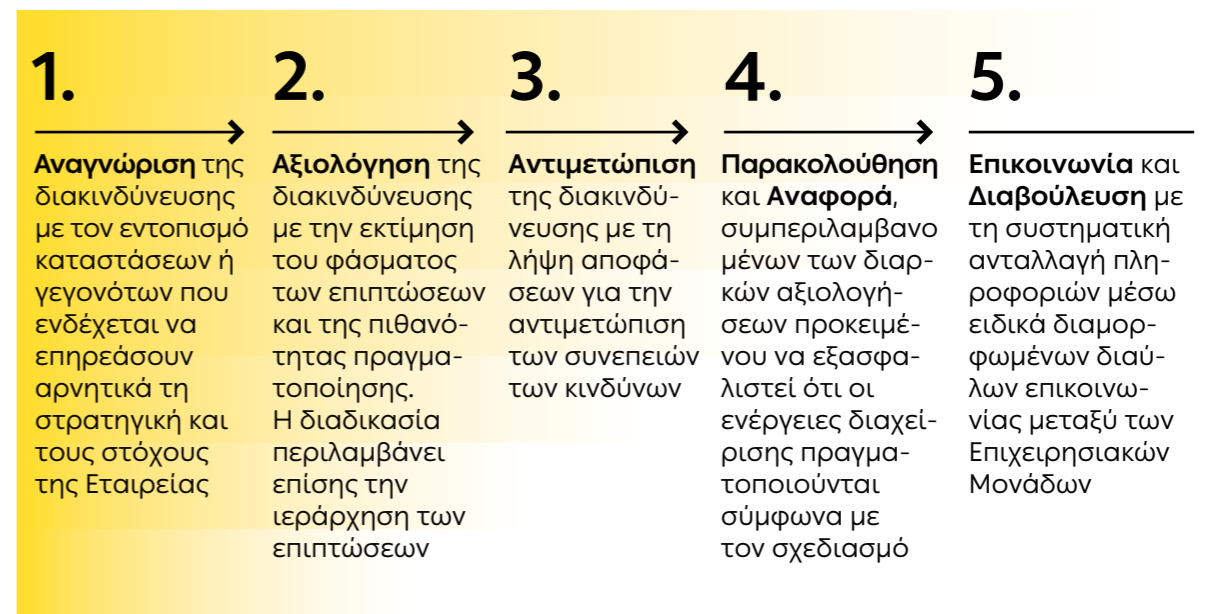 1.
Αναγνώριση της
διακινδύνευσης
με τον εντοπισμό
καταστάσεων ή
γεγονότων που
ενδέχεται να
επηρεάσουν
αρνητικά τη
στρατηγική και
τους στόχους
της Εταιρείας
2.
Αξιολόγηση της
διακινδύνευσης
με την εκτίμηση
του φάσματος
των επιπτώσεων
και της πιθανό-
τητας πραγμα-
τοποίησης.
Η διαδικασία
περιλαμβάνει
επίσης την
ιεράρχηση των
επιπτώσεων
3.
Αντιμετώπιση
της διακινδύ-
νευσης με τη
λήψη αποφά-
σεων για την
αντιμετώπιση
των συνεπειών
των κινδύνων
4.
Παρακολούθηση
και Αναφορά,
συμπεριλαμβανο
μένων των διαρ-
κών αξιολογή-
σεων προκειμέ-
νου να εξασφα-
λιστεί ότι οι
ενέργειες διαχεί-
ρισης πραγμα-
τοποιούνται
σύμφωνα με
τον σχεδιασμό
5.
Επικοινωνία και
Διαβούλευση με
τη συστηματική
ανταλλαγή πλη-
ροφοριών μέσω
ειδικά διαμορ-
φωμένων διαύ-
λων επικοινω-
νίας μεταξύ των
Επιχειρησιακών
Μονάδων